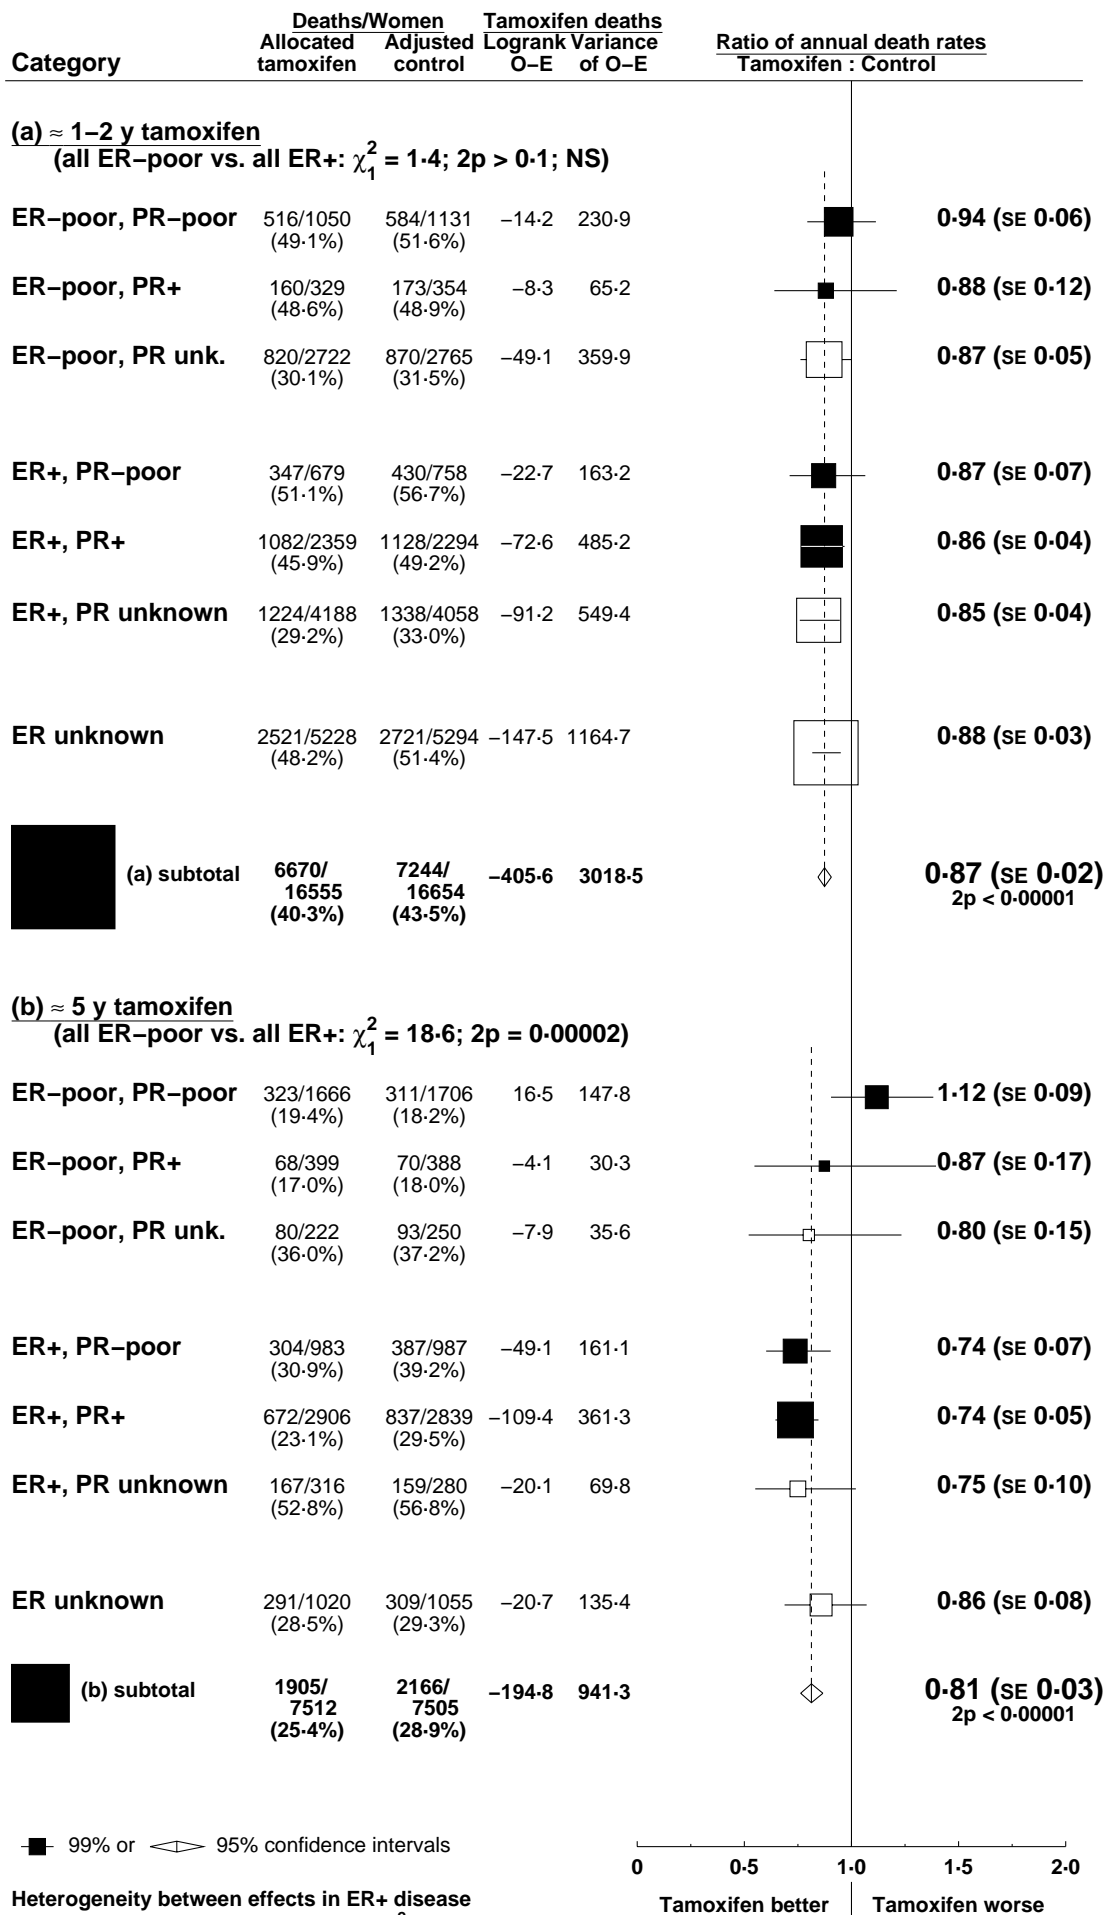 Deaths/Women Tamoxifen deaths
Allocated Adjusted Logrank Variance Ratio of annual death rates
Category tamoxifen control O–E of O–E Tamoxifen : Control
(a) ≈ 1–2 y tamoxifen
(all ER–poor vs. all ER+: χ²₁ = 1·4; 2p > 0·1; NS)
ER–poor, PR–poor 516/1050 584/1131 –14·2 230·9 0·94 (SE 0·06)
(49·1%) (51·6%)
ER–poor, PR+ 160/329 173/354 –8·3 65·2 0·88 (SE 0·12)
(48·6%) (48·9%)
ER–poor, PR unk. 820/2722 870/2765 –49·1 359·9 0·87 (SE 0·05)
(30·1%) (31·5%)
ER+, PR–poor 347/679 430/758 –22·7 163·2 0·87 (SE 0·07)
(51·1%) (56·7%)
ER+, PR+ 1082/2359 1128/2294 –72·6 485·2 0·86 (SE 0·04)
(45·9%) (49·2%)
ER+, PR unknown 1224/4188 1338/4058 –91·2 549·4 0·85 (SE 0·04)
(29·2%) (33·0%)
ER unknown 2521/5228 2721/5294 –147·5 1164·7 0·88 (SE 0·03)
(48·2%) (51·4%)
(a) subtotal 6670/ 7244/ –405·6 3018·5 0·87 (SE 0·02)
16555 16654 2p < 0·00001
(40·3%) (43·5%)
(b) ≈ 5 y tamoxifen
(all ER–poor vs. all ER+: χ²₁ = 18·6; 2p = 0·00002)
ER–poor, PR–poor 323/1666 311/1706 16·5 147·8 1·12 (SE 0·09)
(19·4%) (18·2%)
ER–poor, PR+ 68/399 70/388 –4·1 30·3 0·87 (SE 0·17)
(17·0%) (18·0%)
ER–poor, PR unk. 80/222 93/250 –7·9 35·6 0·80 (SE 0·15)
(36·0%) (37·2%)
ER+, PR–poor 304/983 387/987 –49·1 161·1 0·74 (SE 0·07)
(30·9%) (39·2%)
ER+, PR+ 672/2906 837/2839 –109·4 361·3 0·74 (SE 0·05)
(23·1%) (29·5%)
ER+, PR unknown 167/316 159/280 –20·1 69·8 0·75 (SE 0·10)
(52·8%) (56·8%)
ER unknown 291/1020 309/1055 –20·7 135·4 0·86 (SE 0·08)
(28·5%) (29·3%)
(b) subtotal 1905/ 2166/ –194·8 941·3 0·81 (SE 0·03)
7512 7505 2p < 0·00001
(25·4%) (28·9%)
99% or 95% confidence intervals
0 0·5 1·0 1·5 2·0
Heterogeneity between effects in ER+ disease Tamoxifen better Tamoxifen worse